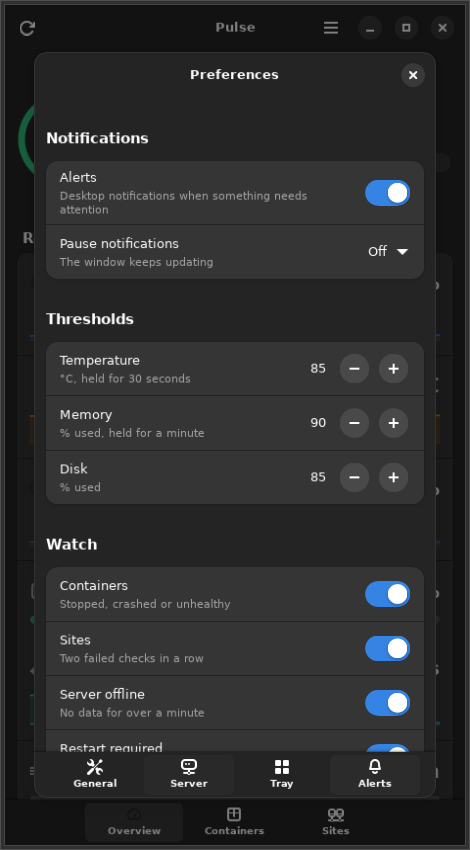 Pulse
Preferences
Notifications
Alerts
Desktop notifications when something needs
attention
Pause notifications
The window keeps updating
Off
Thresholds
Temperature
°C, held for 30 seconds
85
Memory
% used, held for a minute
90
Disk
% used
85
Watch
Containers
Stopped, crashed or unhealthy
Sites
Two failed checks in a row
Server offline
No data for over a minute
Restart required
General
Server
Tray
Alerts
Overview
Containers
Sites